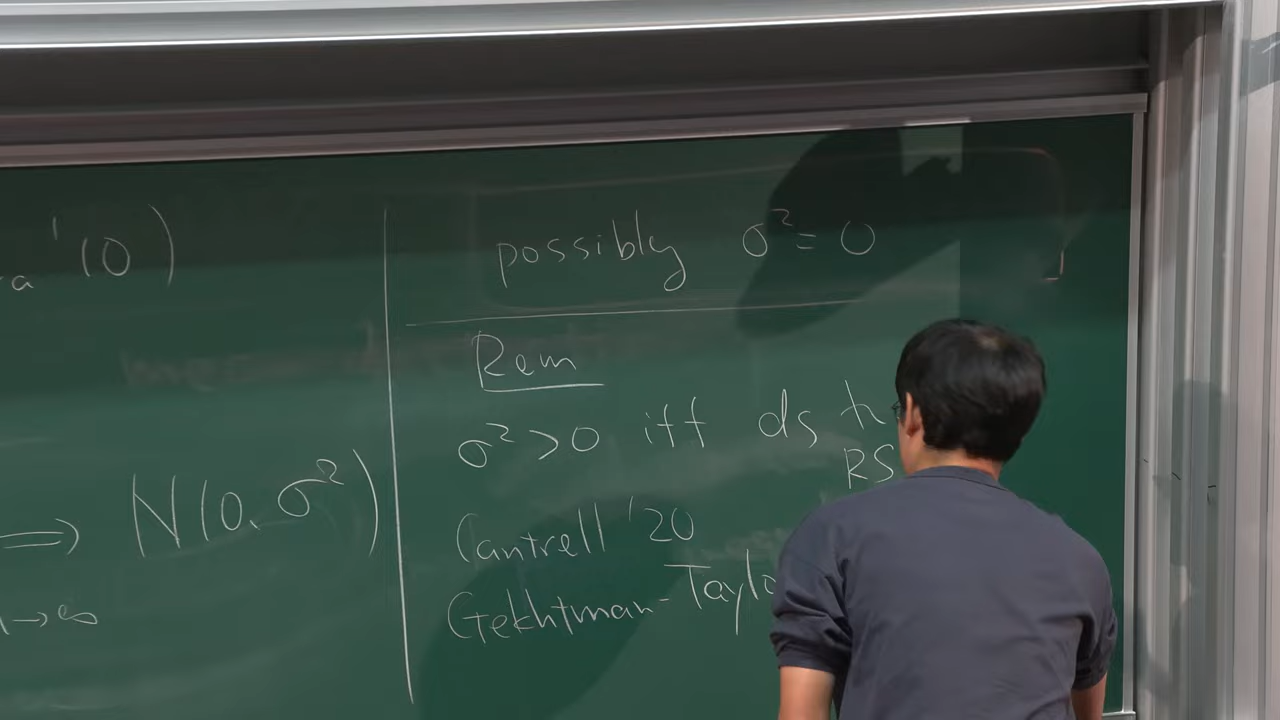 a '(0)
⟹ N(0, σ²)
→∞
possibly σ² = 0
Rem
σ² > 0 iff ds
RS
Cantrell '20
Gekhtman-Taylo